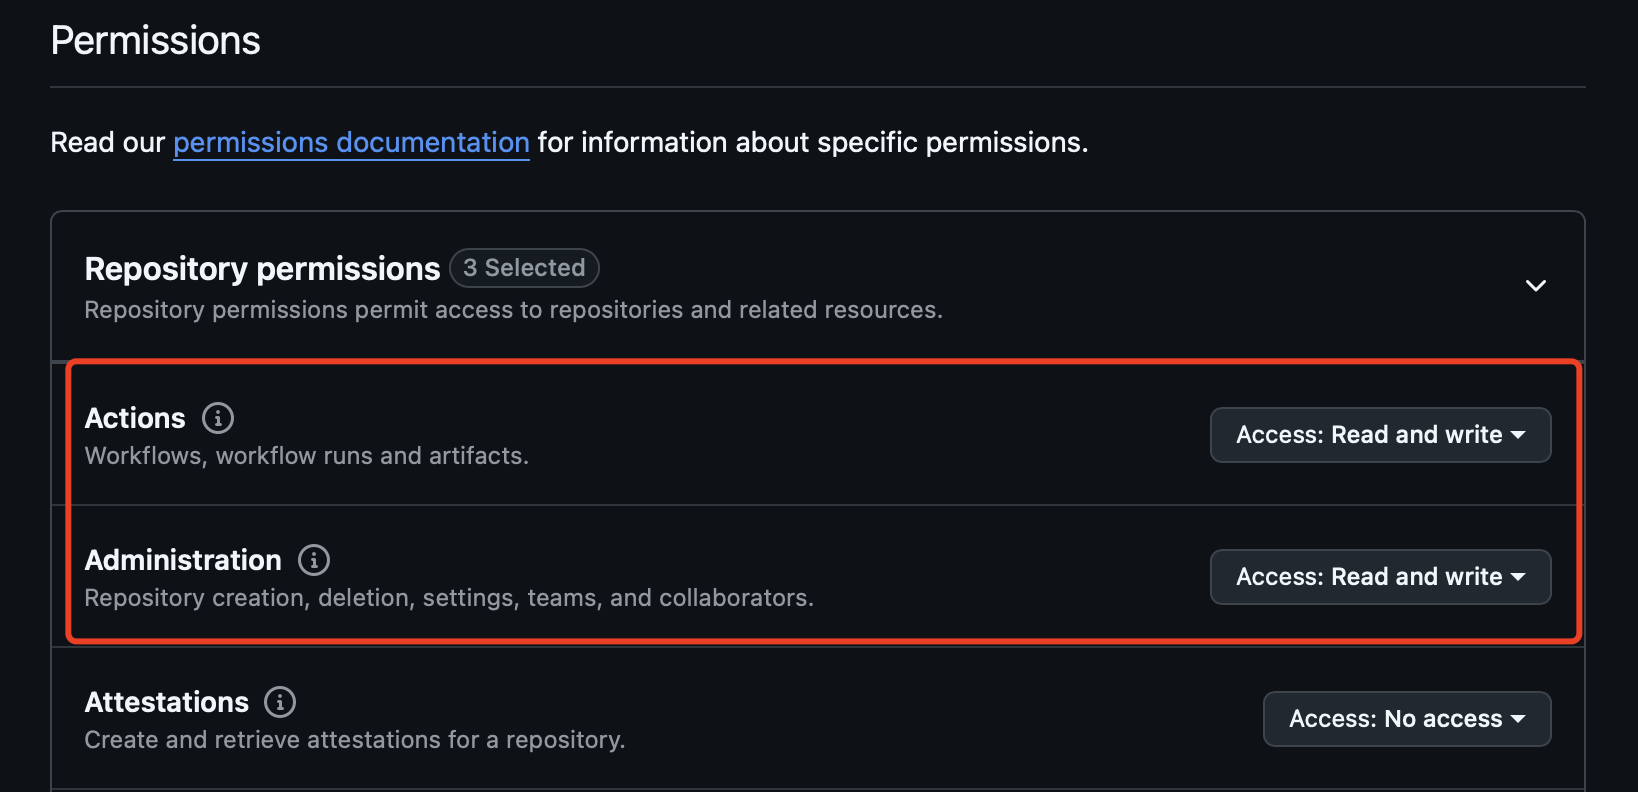 Permissions
Read our permissions documentation for information about specific permissions.
Repository permissions 3 Selected
Repository permissions permit access to repositories and related resources.
Actions
Workflows, workflow runs and artifacts.
Access: Read and write
Administration
Repository creation, deletion, settings, teams, and collaborators.
Access: Read and write
Attestations
Create and retrieve attestations for a repository.
Access: No access